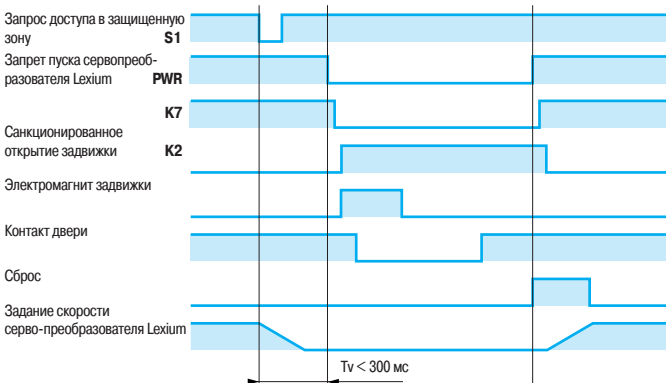 Запрос доступа в защищенную
зону S1
Запрет пуска сервопреоб-
разователя Lexium PWR
K7
Санкционированное
открытие задвижки K2
Электромагнит задвижки
Контакт двери
Сброс
Задание скорости
серво-преобразователя Lexium
Tv < 300 мс